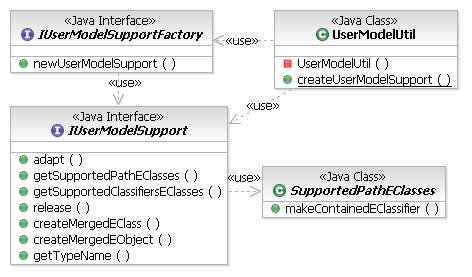 «Java Interface»
IUserModelSupportFactory
newUserModelSupport ( )
«use»
«Java Class»
UserModelUtil
UserModelUtil ( )
createUserModelSupport ( )
«use»
«use»
«Java Interface»
IUserModelSupport
adapt ( )
getSupportedPathEClasses ( )
getSupportedClassifiersEClasses ( )
release ( )
createMergedEClass ( )
createMergedEObject ( )
getTypeName ( )
«use»
«Java Class»
SupportedPathEClasses
makeContainedEClassifier ( )